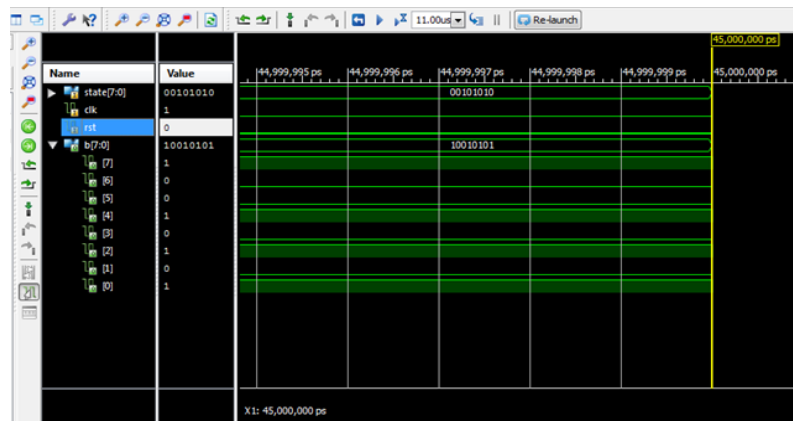 11.00us
Re-launch
45,000,000 ps
Name Value
44,999,995 ps 44,999,996 ps 44,999,997 ps 44,999,998 ps 44,999,999 ps 45,000,000 ps
state[7:0] 00101010 00101010
clk 1
rst 0
b[7:0] 10010101 10010101
[7] 1
[6] 0
[5] 0
[4] 1
[3] 0
[2] 1
[1] 0
[0] 1
X1: 45,000,000 ps